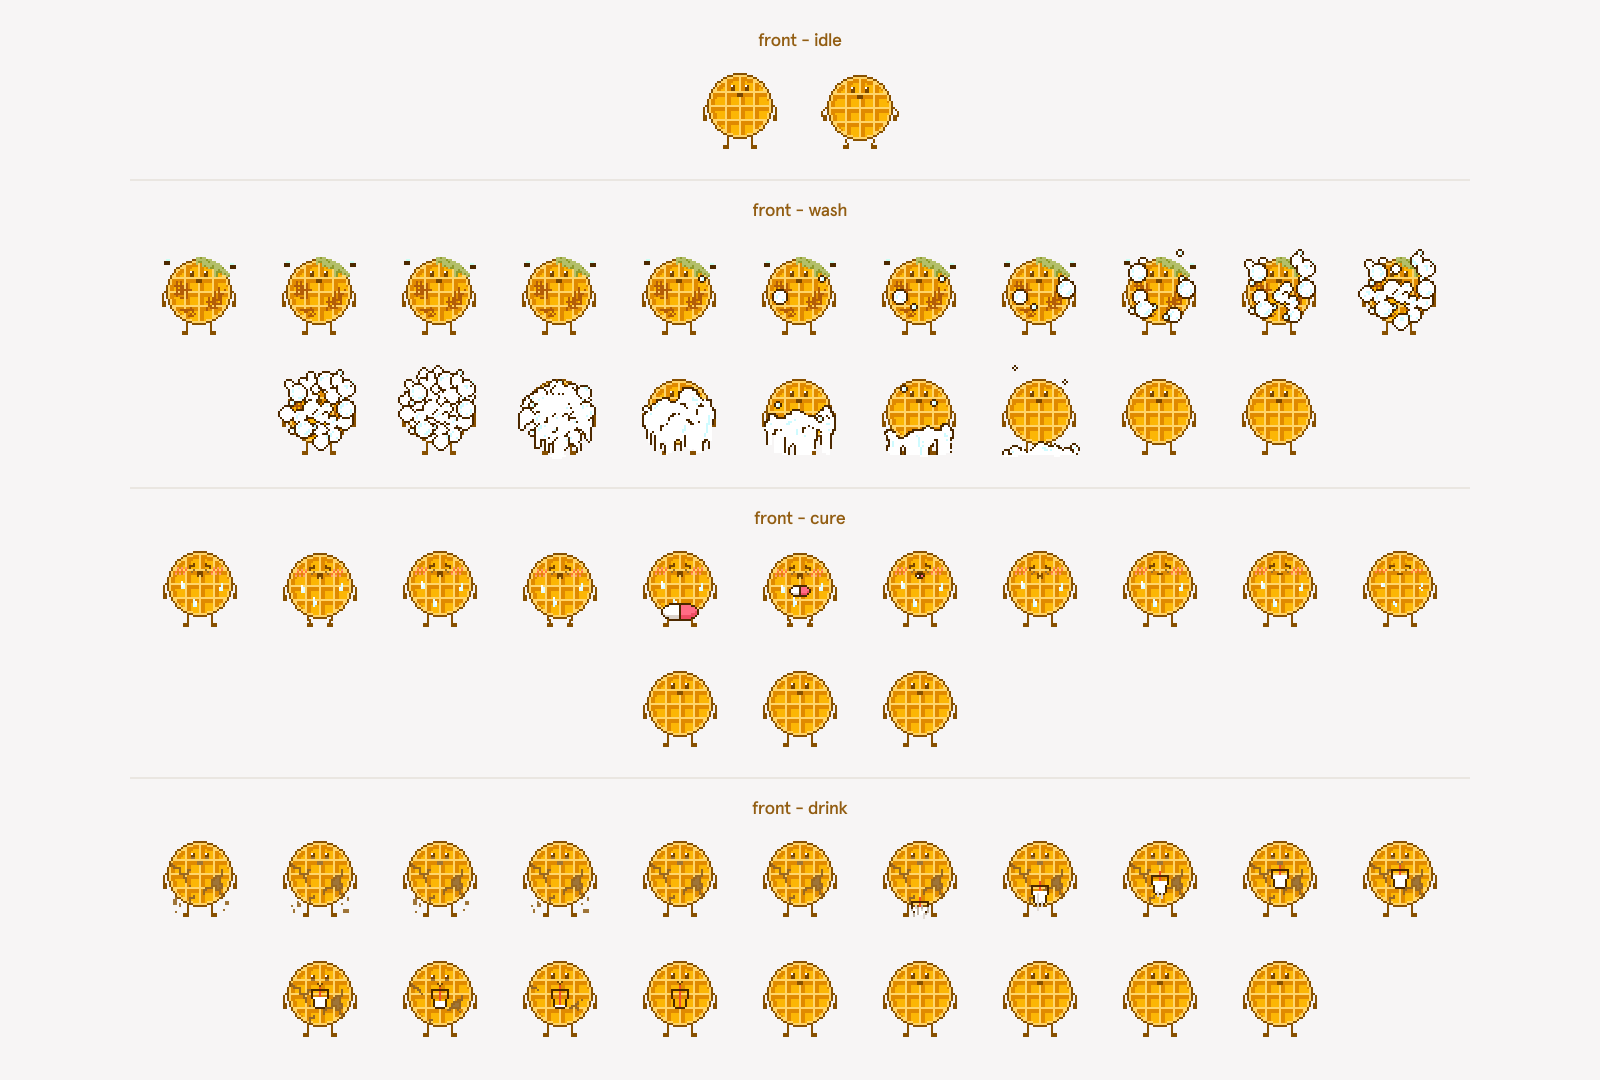 front - idle
front - wash
front - cure
front - drink